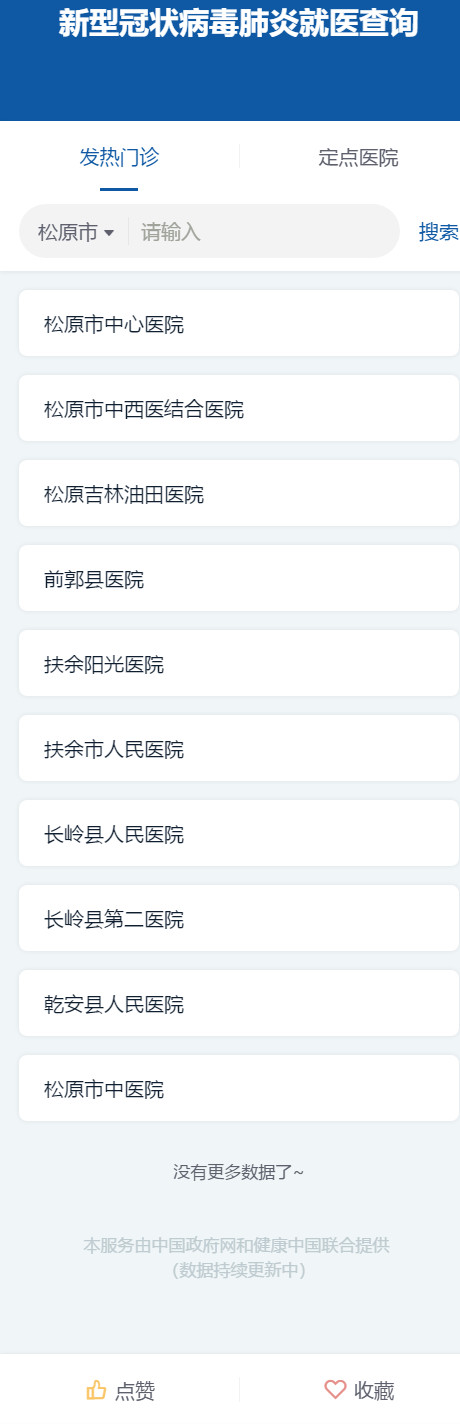 新型冠状病毒肺炎就医查询
发热门诊 定点医院
松原市 请输入 搜索
松原市中心医院
松原市中西医结合医院
松原吉林油田医院
前郭县医院
扶余阳光医院
扶余市人民医院
长岭县人民医院
长岭县第二医院
乾安县人民医院
松原市中医院
没有更多数据了~
本服务由中国政府网和健康中国联合提供
(数据持续更新中)
点赞 收藏